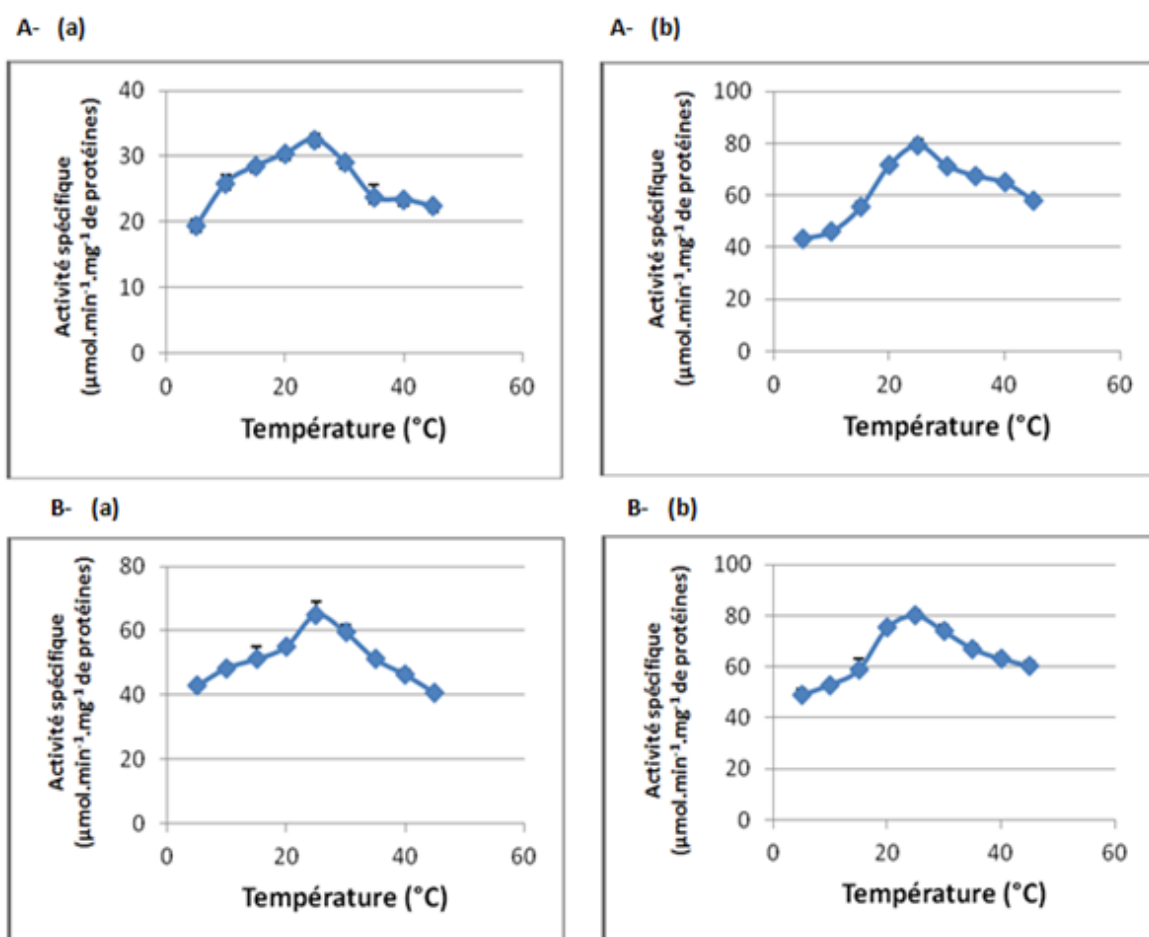 A- (a)
A- (b)
Activité spécifique
(µmol.min⁻¹.mg⁻¹ de protéines)
40
30
20
10
0
0 20 40 60
Température (°C)
Activité spécifique
(µmol.min⁻¹.mg⁻¹ de protéines)
100
80
60
40
20
0
0 20 40 60
Température (°C)
B- (a)
B- (b)
Activité spécifique
(µmol.min⁻¹.mg⁻¹ de protéines)
80
60
40
20
0
0 20 40 60
Température (°C)
Activité spécifique
(µmol.min⁻¹.mg⁻¹ de protéines)
100
80
60
40
20
0
0 20 40 60
Température (°C)